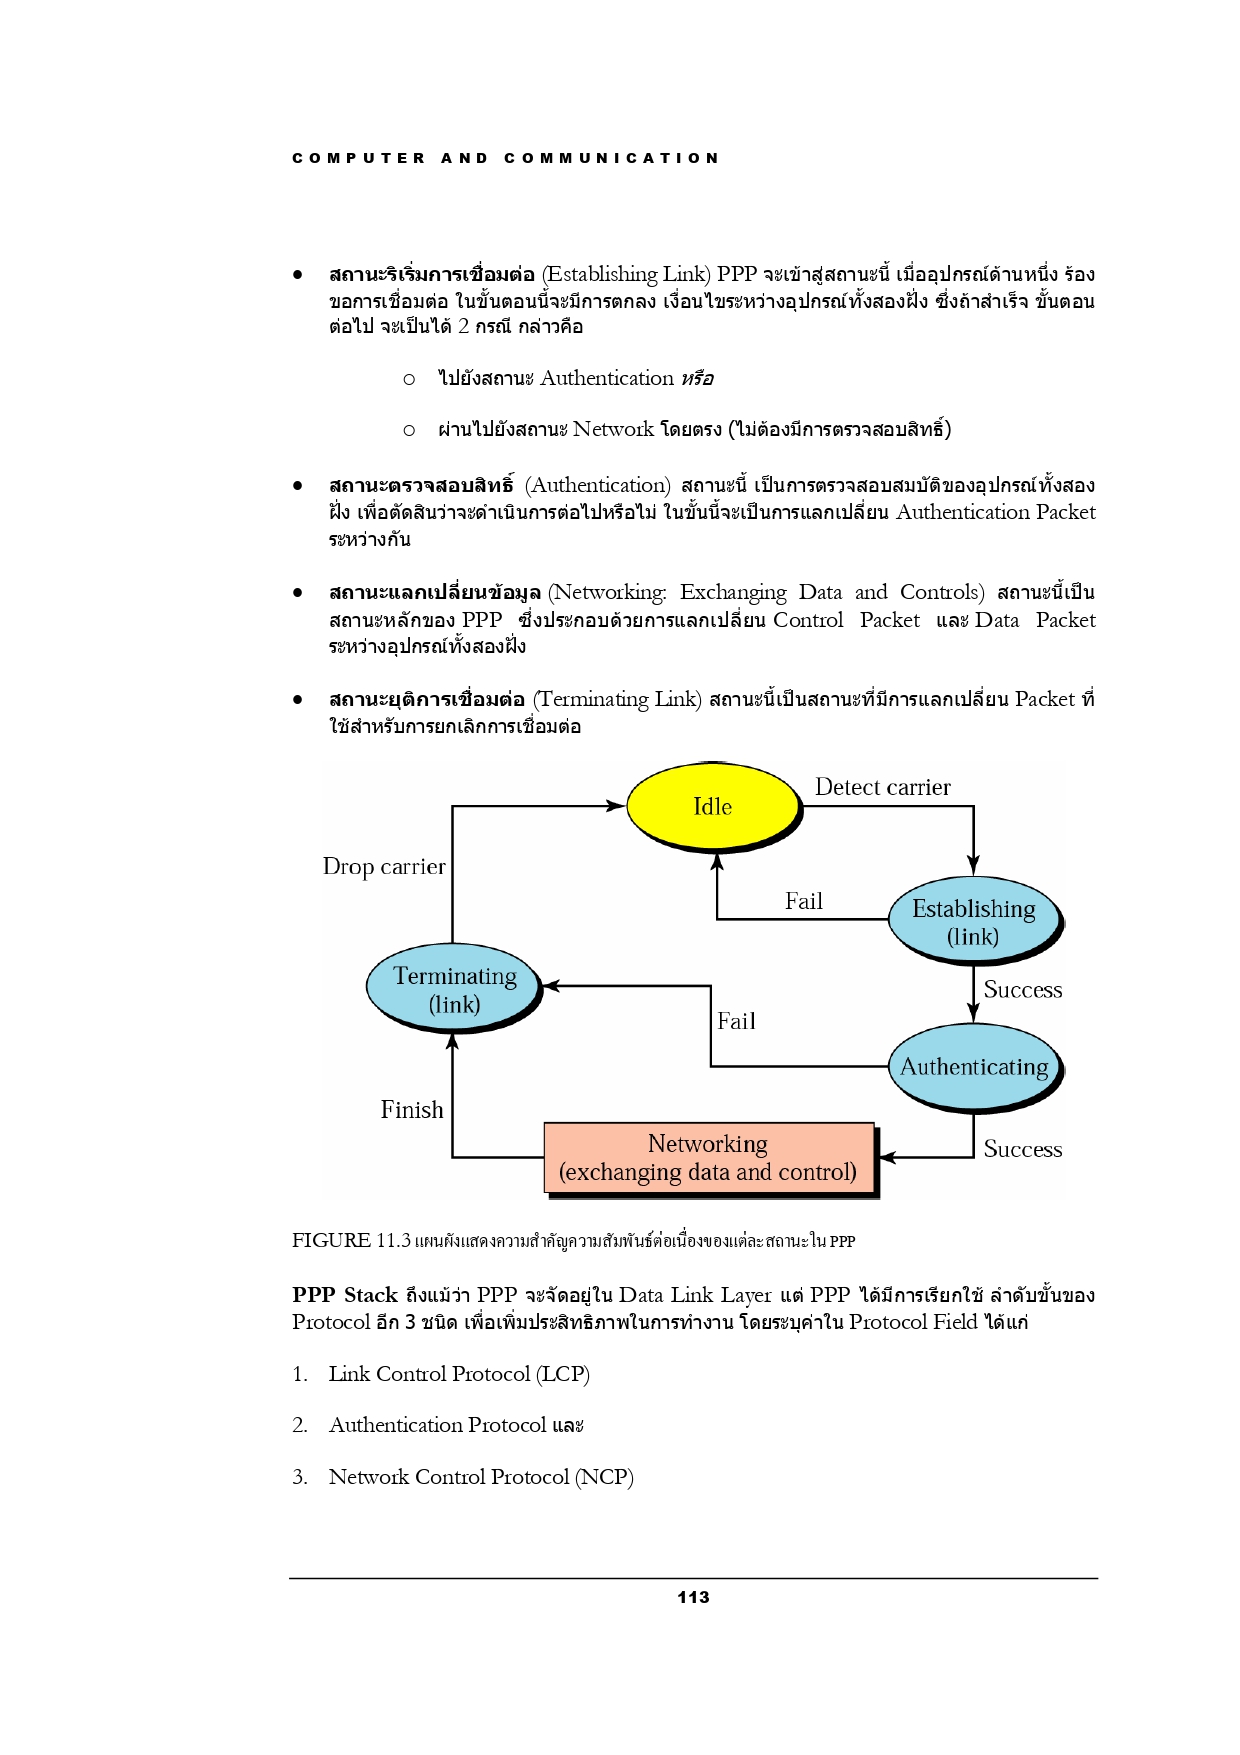 COMPUTER AND COMMUNICATION
• สถานะริเริ่มการเชื่อมต่อ (Establishing Link) PPP จะเข้าสู่สถานะนี้ เมื่ออุปกรณ์ด้านหนึ่ง ร้อง
ขอการเชื่อมต่อ ในขั้นตอนนี้จะมีการตกลง เงื่อนไขระหว่างอุปกรณ์ทั้งสองฝั่ง ซึ่งถ้าสำเร็จ ขั้นตอน
ต่อไป จะเป็นได้ 2 กรณี กล่าวคือ
o ไปยังสถานะ Authentication หรือ
o ผ่านไปยังสถานะ Network โดยตรง (ไม่ต้องมีการตรวจสอบสิทธิ์)
• สถานะตรวจสอบสิทธิ์ (Authentication) สถานะนี้ เป็นการตรวจสอบสมบัติของอุปกรณ์ทั้งสอง
ฝั่ง เพื่อตัดสินว่าจะดำเนินการต่อไปหรือไม่ ในขั้นนี้จะเป็นการแลกเปลี่ยน Authentication Packet
ระหว่างกัน
• สถานะแลกเปลี่ยนข้อมูล (Networking: Exchanging Data and Controls) สถานะนี้เป็น
สถานะหลักของ PPP ซึ่งประกอบด้วยการแลกเปลี่ยน Control Packet และ Data Packet
ระหว่างอุปกรณ์ทั้งสองฝั่ง
• สถานะยุติการเชื่อมต่อ (Terminating Link) สถานะนี้เป็นสถานะที่มีการแลกเปลี่ยน Packet ที่
ใช้สำหรับการยกเลิกการเชื่อมต่อ
Idle
Detect carrier
Drop carrier
Fail
Establishing
(link)
Terminating
(link)
Success
Fail
Authenticating
Finish
Networking
(exchanging data and control)
Success
FIGURE 11.3 แผนผังแสดงความสำคัญความสัมพันธ์ต่อเนื่องของแต่ละสถานะใน PPP
PPP Stack ถึงแม้ว่า PPP จะจัดอยู่ใน Data Link Layer แต่ PPP ได้มีการเรียกใช้ ลำดับขั้นของ
Protocol อีก 3 ชนิด เพื่อเพิ่มประสิทธิภาพในการทำงาน โดยระบุค่าใน Protocol Field ได้แก่
1. Link Control Protocol (LCP)
2. Authentication Protocol และ
3. Network Control Protocol (NCP)
113